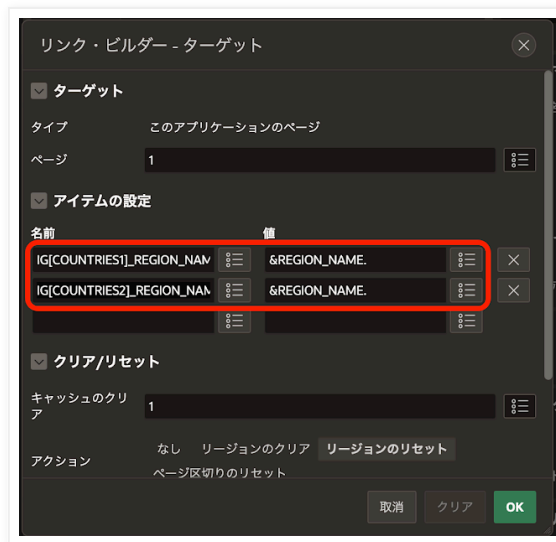 リンク・ビルダー - ターゲット
ターゲット
タイプ このアプリケーションのページ
ページ 1
アイテムの設定
名前 値
IG[COUNTRIES1]_REGION_NAM &REGION_NAME.
IG[COUNTRIES2]_REGION_NAM &REGION_NAME.
クリア/リセット
キャッシュのクリ
ア 1
アクション なし リージョンのクリア リージョンのリセット
ページ区切りのリセット
取消 クリア OK